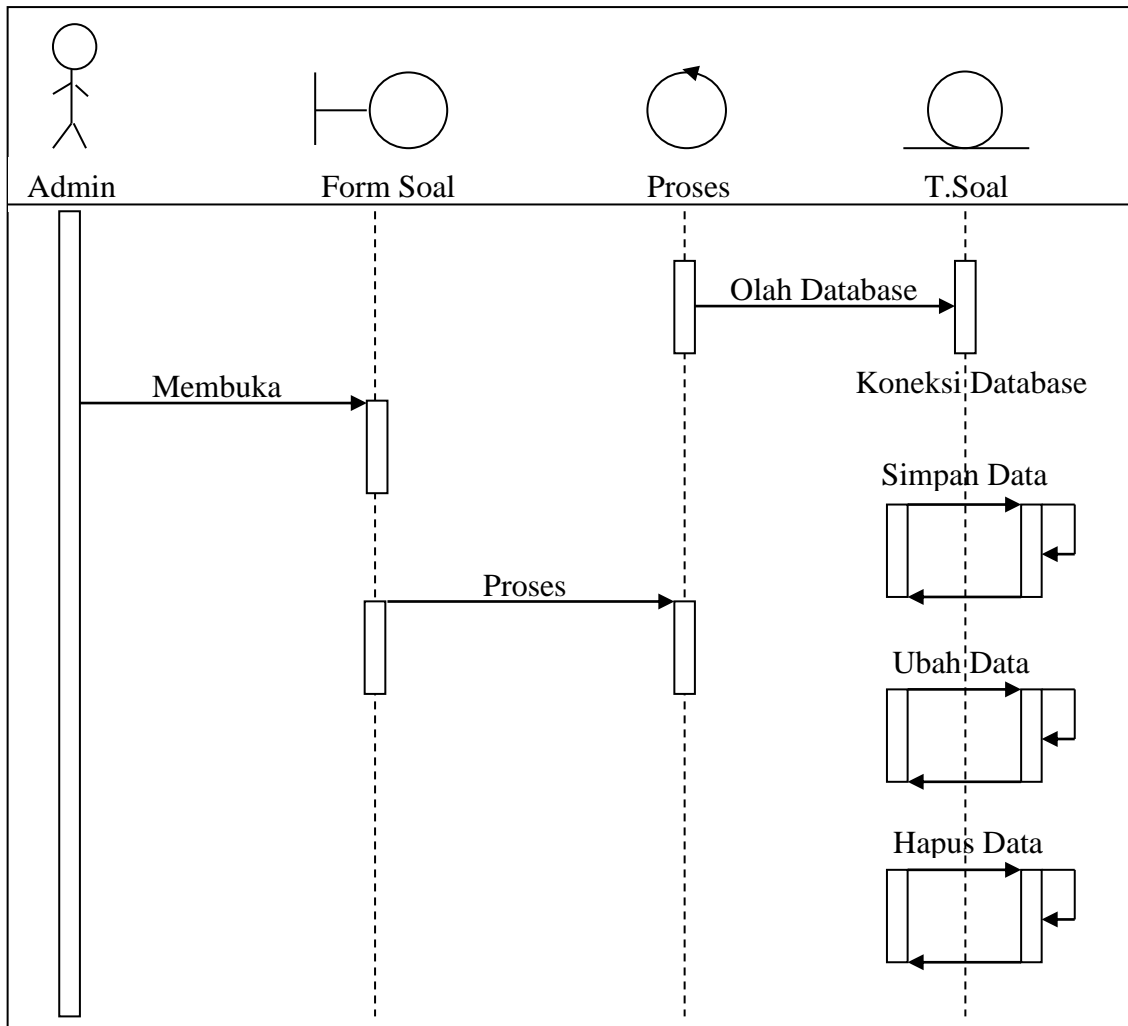 Admin
Form Soal
Proses
T.Soal
Olah Database
Membuka
Koneksi Database
Simpan Data
Proses
Ubah Data
Hapus Data